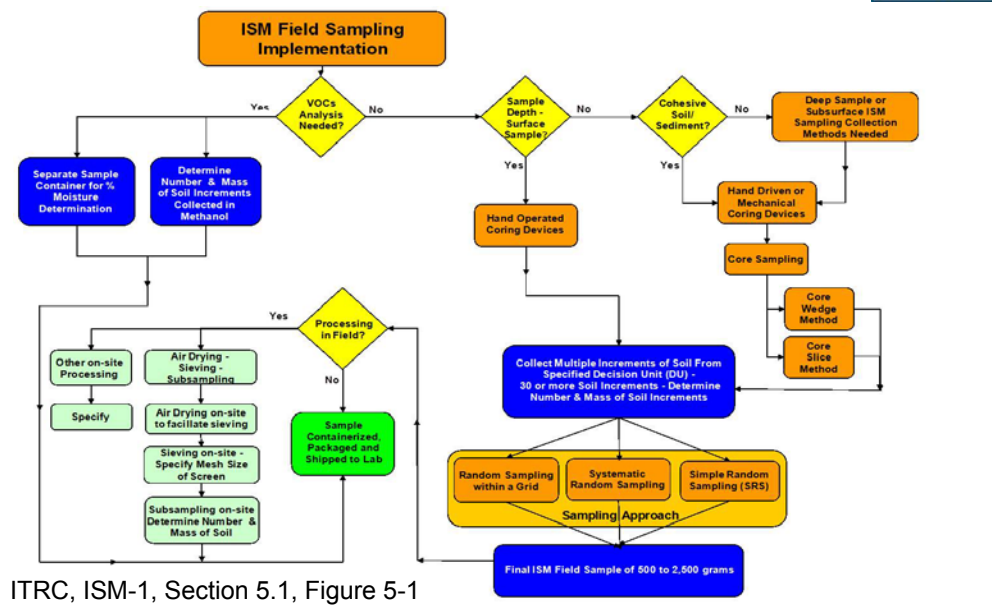 ISM Field Sampling
Implementation
VOCs
Analysis
Needed?
Yes
No
Sample
Depth -
Surface
Sample?
No
Yes
Cohesive
Soil/
Sediment?
No
Yes
Deep Sample or
Subsurface ISM
Sampling Collection
Methods Needed
Separate Sample
Container for %
Moisture
Determination
Determine
Number & Mass
of Soil Increments
Collected in
Methanol
Hand Operated
Coring Devices
Hand Driven or
Mechanical
Coring Devices
Core Sampling
Core
Wedge
Method
Core
Slice
Method
Processing
in Field?
Yes
No
Other on-site
Processing
Specify
Air Drying -
Sieving -
Subsampling
Air Drying on-site
to faciliate sieving
Sieving on-site -
Specify Mesh Size
of Screen
Subsampling on-site
Determine Number &
Mass of Soil
Sample
Containerized,
Packaged and
Shipped to Lab
Collect Multiple Increments of Soil From
Specified Decision Unit (DU) -
30 or more Soil Increments - Determine
Number & Mass of Soil Increments
Random Sampling
within a Grid
Systematic
Random Sampling
Simple Random
Sampling (SRS)
Sampling Approach
Final ISM Field Sample of 500 to 2,500 grams
ITRC, ISM-1, Section 5.1, Figure 5-1